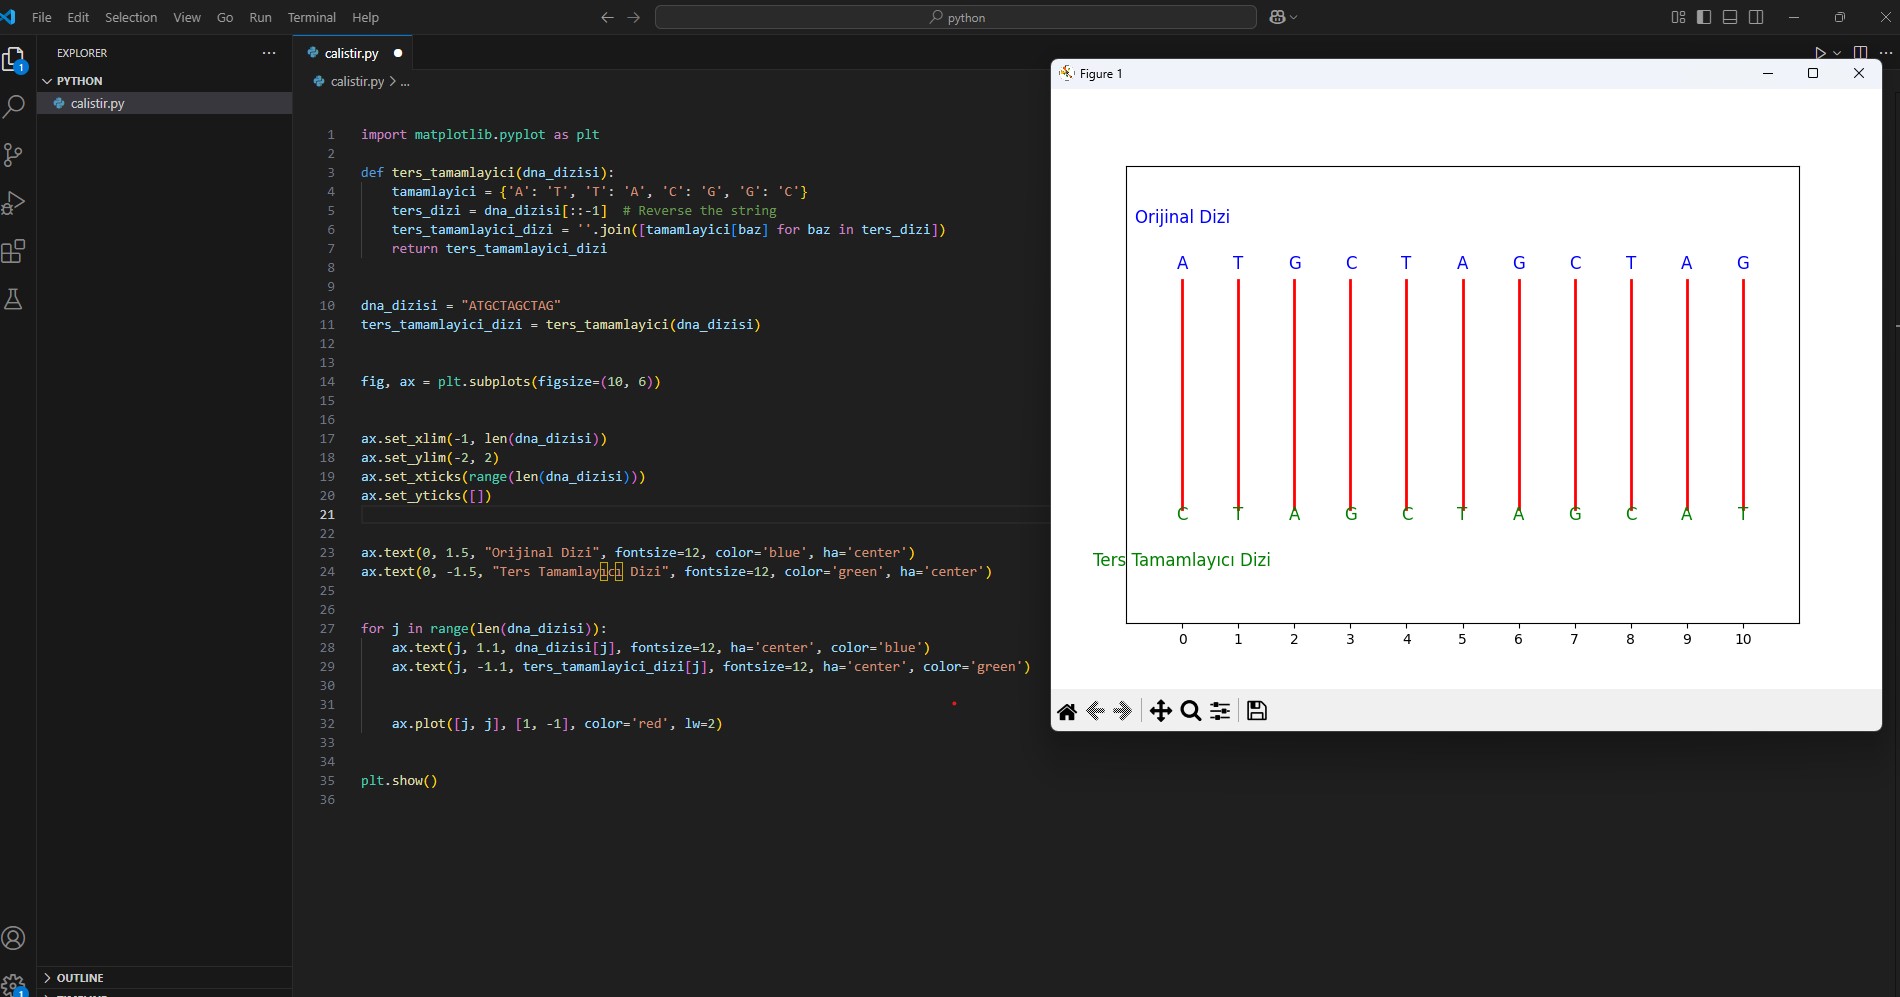 File Edit Selection View Go Run Terminal Help
python
EXPLORER
PYTHON
calistir.py
OUTLINE
1
1
calistir.py
calistir.py > ...
1 import matplotlib.pyplot as plt
2
3 def ters_tamamlayici(dna_dizisi):
4 tamamlayici = {'A': 'T', 'T': 'A', 'C': 'G', 'G': 'C'}
5 ters_dizi = dna_dizisi[::-1] # Reverse the string
6 ters_tamamlayici_dizi = ''.join([tamamlayici[baz] for baz in ters_dizi])
7 return ters_tamamlayici_dizi
8
9
10 dna_dizisi = "ATGCTAGCTAG"
11 ters_tamamlayici_dizi = ters_tamamlayici(dna_dizisi)
12
13
14 fig, ax = plt.subplots(figsize=(10, 6))
15
16
17 ax.set_xlim(-1, len(dna_dizisi))
18 ax.set_ylim(-2, 2)
19 ax.set_xticks(range(len(dna_dizisi)))
20 ax.set_yticks([])
21
22
23 ax.text(0, 1.5, "Orijinal Dizi", fontsize=12, color='blue', ha='center')
24 ax.text(0, -1.5, "Ters Tamamlayıcı Dizi", fontsize=12, color='green', ha='center')
25
26
27 for j in range(len(dna_dizisi)):
28 ax.text(j, 1.1, dna_dizisi[j], fontsize=12, ha='center', color='blue')
29 ax.text(j, -1.1, ters_tamamlayici_dizi[j], fontsize=12, ha='center', color='green')
30
31
32 ax.plot([j, j], [1, -1], color='red', lw=2)
33
34
35 plt.show()
36
Figure 1
Orijinal Dizi
A T G C T A G C T A G
C T A G C T A G C A T
Ters Tamamlayıcı Dizi
0 1 2 3 4 5 6 7 8 9 10